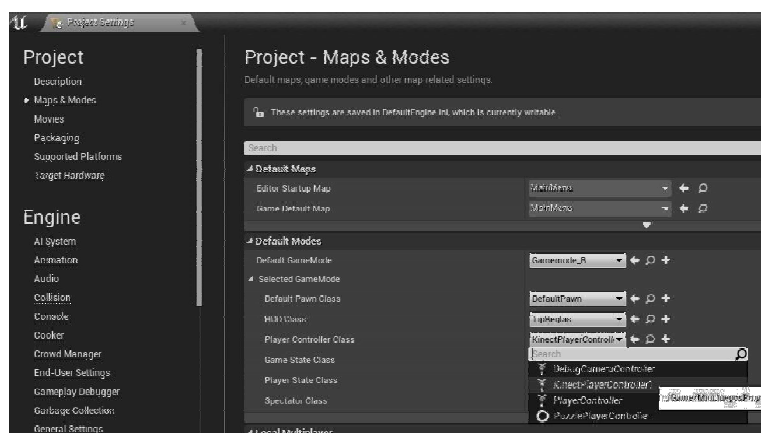 Project Settings
Project
Description
Maps & Modes
Movies
Packaging
Supported Platforms
Target Hardware
Engine
AI System
Animation
Audio
Collision
Console
Cooker
Crowd Manager
End-User Settings
Gameplay Debugger
Garbage Collection
General Settings
Project - Maps & Modes
Default maps, game modes and other map related settings.
These settings are saved in DefaultEngine.ini, which is currently writable.
Search
Default Maps
Editor Startup Map MainMenu
Game Default Map MainMenu
Default Modes
Default GameMode Gamemode_B
Selected GameMode
Default Pawn Class DefaultPawn
HUD Class
Player Controller Class KinectPlayerControll
Game State Class Search
DebugCameraController
Player State Class KinectPlayerController1
Spectator Class PlayerController
PuzzlePlayerControlle
Local Multiplayer